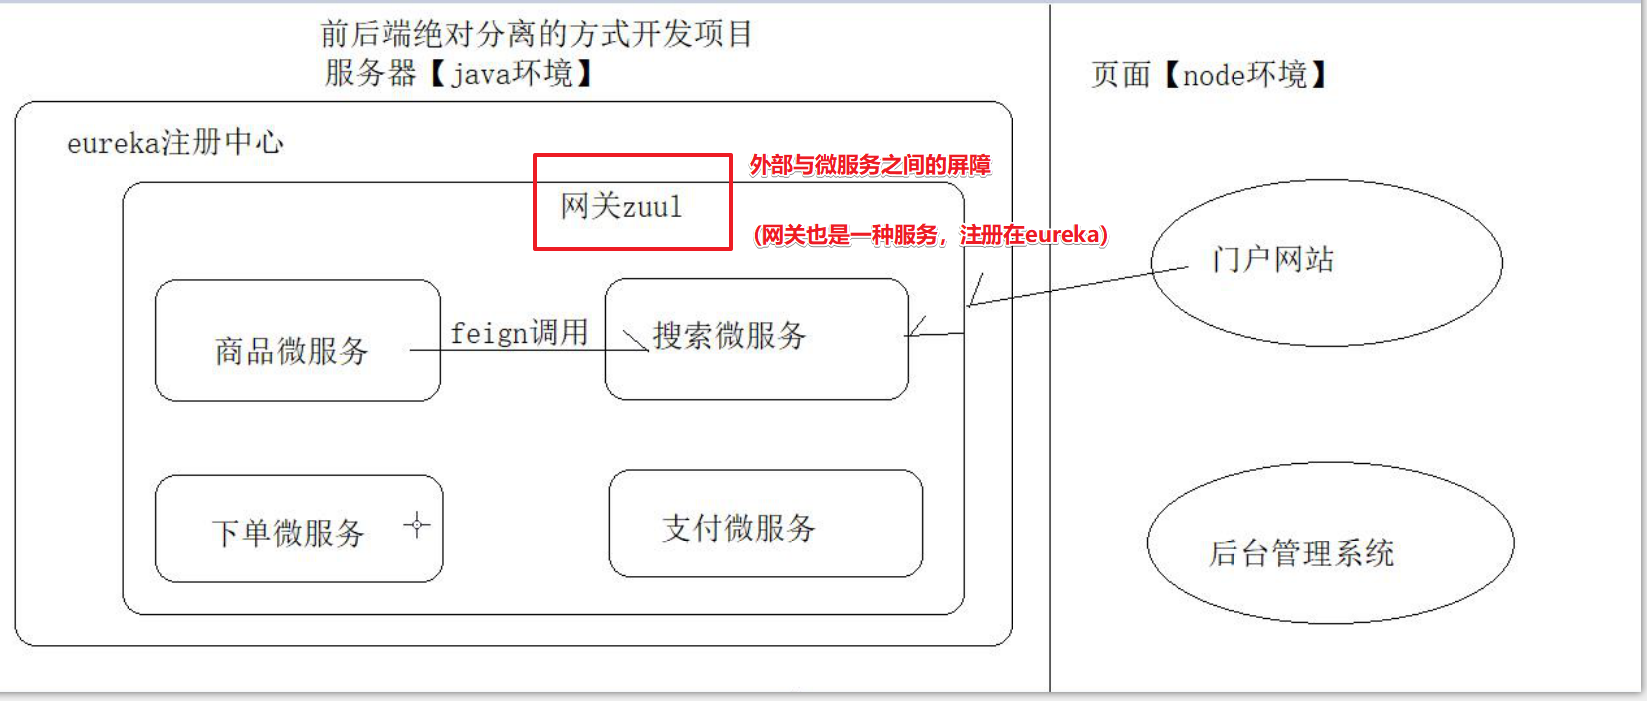 前后端绝对分离的方式开发项目
服务器【java环境】
页面【node环境】
eureka注册中心
外部与微服务之间的屏障
网关zuul
(网关也是一种服务，注册在eureka)
门户网站
商品微服务
feign调用
搜索微服务
下单微服务
支付微服务
后台管理系统